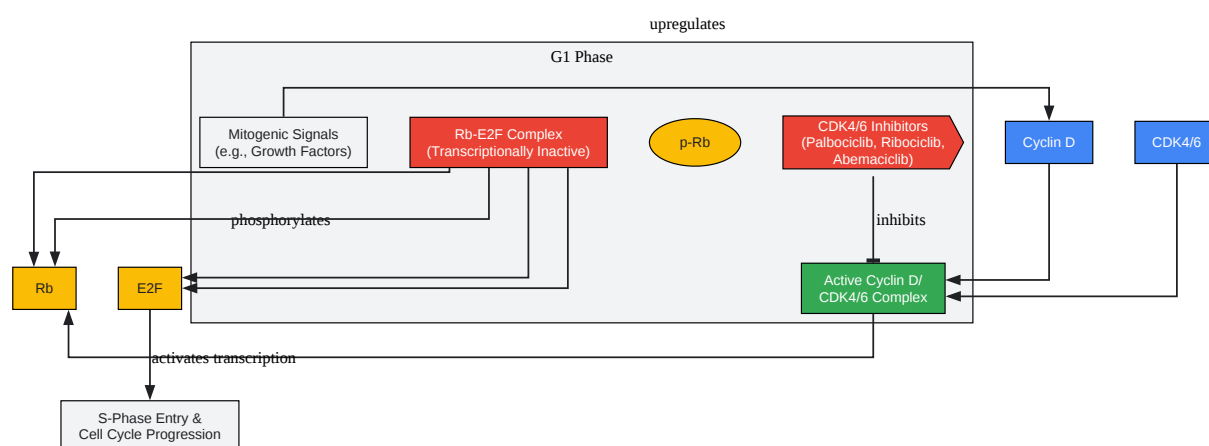 upregulates
G1 Phase
Mitogenic Signals
(e.g., Growth Factors)
Rb-E2F Complex
(Transcriptionally Inactive)
p-Rb
CDK4/6 Inhibitors
(Palbociclib, Ribociclib,
Abemaciclib)
Cyclin D
CDK4/6
phosphorylates
inhibits
Rb
E2F
Active Cyclin D/
CDK4/6 Complex
activates transcription
S-Phase Entry &
Cell Cycle Progression